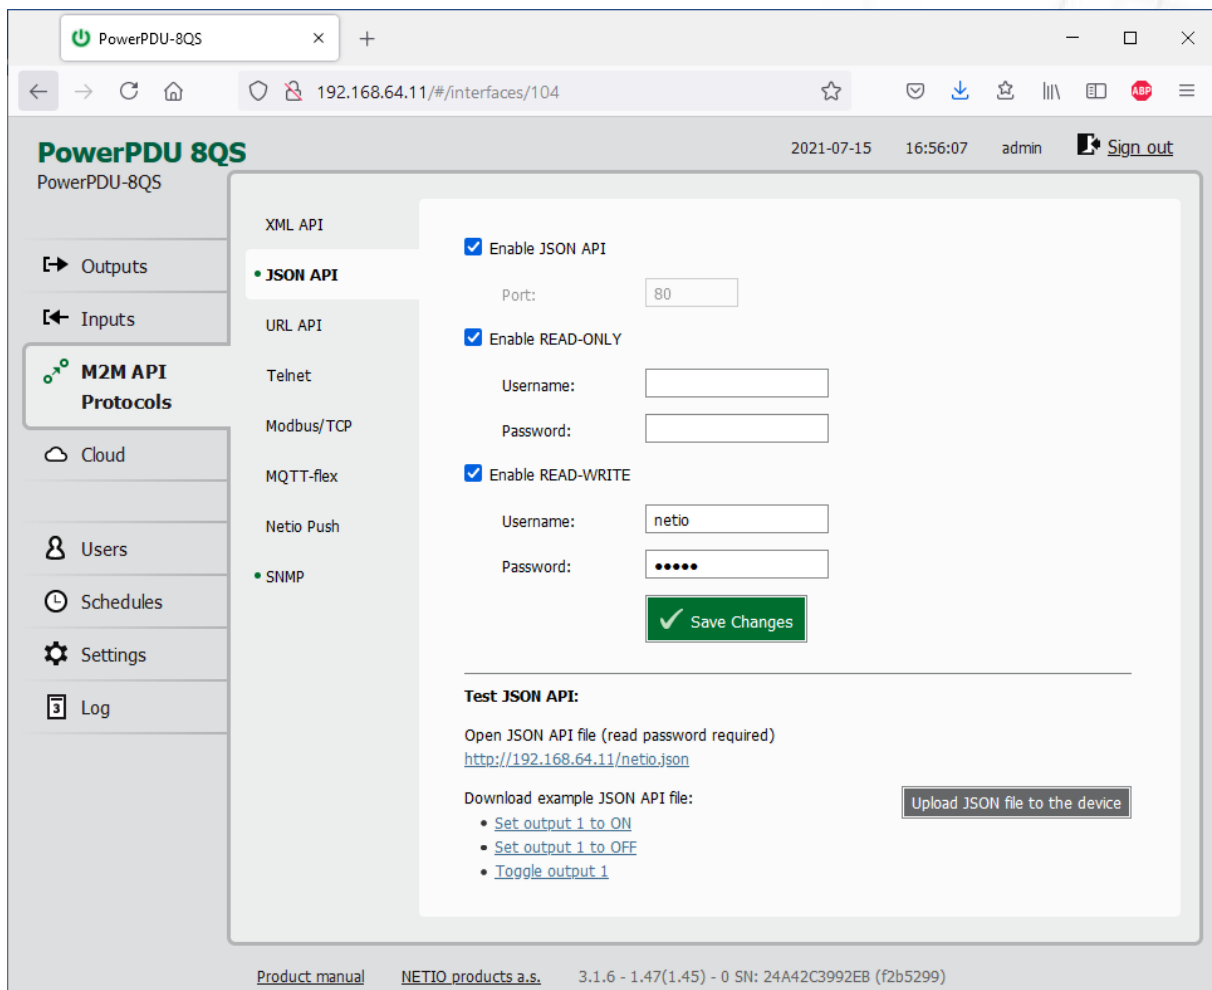 PowerPDU-8QS
192.168.64.11/#/interfaces/104
ABP
PowerPDU 8QS
PowerPDU-8QS
2021-07-15 16:56:07 admin Sign out
Outputs
Inputs
M2M API
Protocols
Cloud
Users
Schedules
Settings
3 Log
XML API
• JSON API
URL API
Telnet
Modbus/TCP
MQTT-flex
Netio Push
• SNMP
Enable JSON API
Port: 80
Enable READ-ONLY
Username:
Password:
Enable READ-WRITE
Username: netio
Password: •••••
Save Changes
Test JSON API:
Open JSON API file (read password required)
http://192.168.64.11/netio.json
Download example JSON API file:
Upload JSON file to the device
• Set output 1 to ON
• Set output 1 to OFF
• Toggle output 1
Product manual NETIO products a.s. 3.1.6 - 1.47(1.45) - 0 SN: 24A42C3992EB (f2b5299)